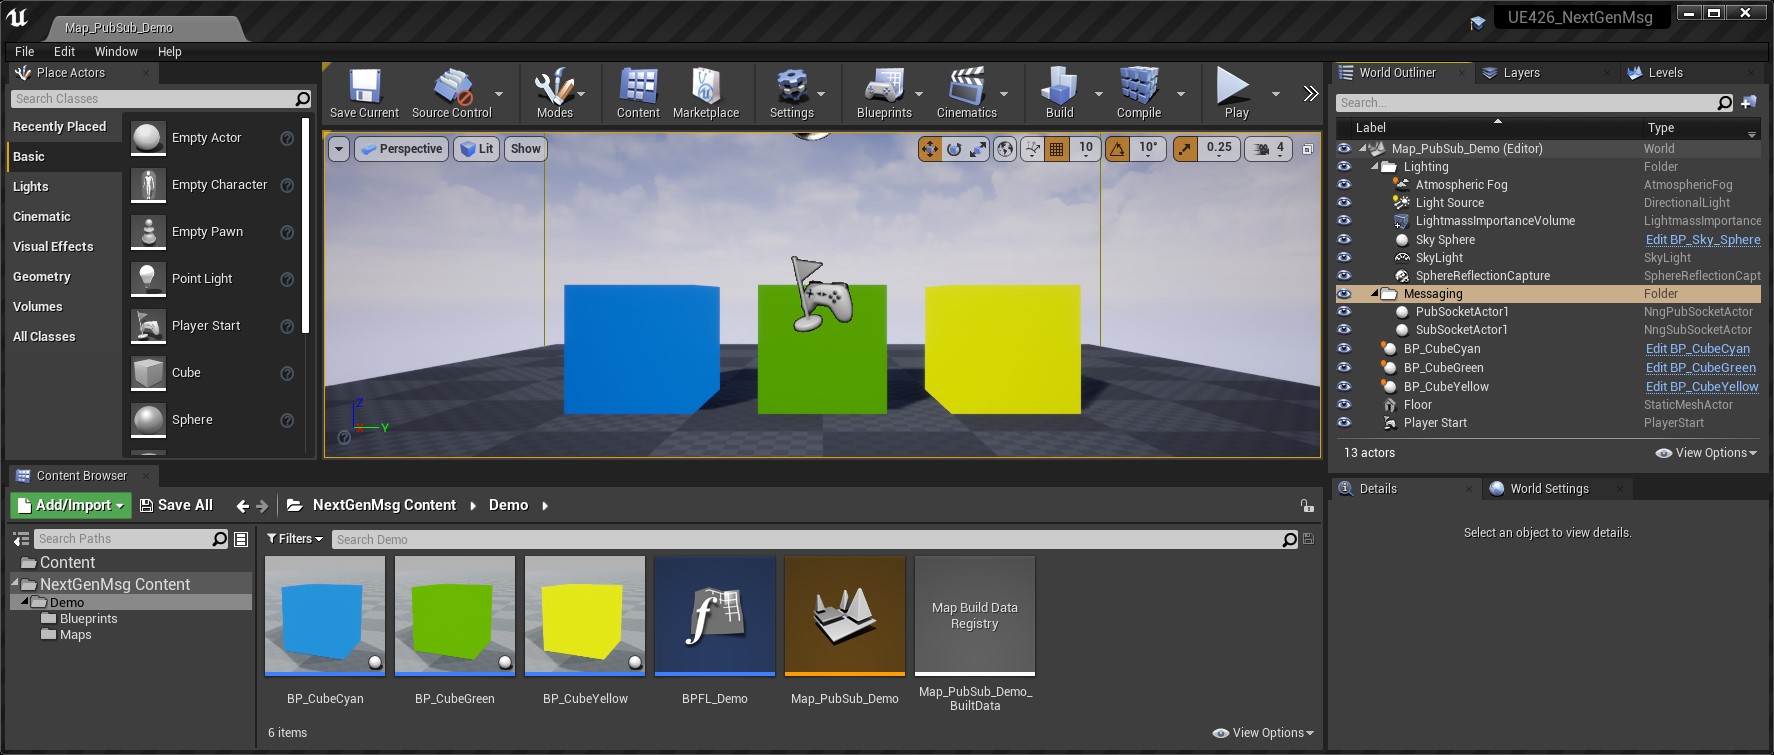 Map_PubSub_Demo
UE426_NextGenMsg
File Edit Window Help
Place Actors
Search Classes
Recently Placed
Basic
Lights
Cinematic
Visual Effects
Geometry
Volumes
All Classes
Empty Actor
Empty Character
Empty Pawn
Point Light
Player Start
Cube
Sphere
Save Current Source Control Modes Content Marketplace Settings Blueprints Cinematics Build Compile Play
Perspective Lit Show 10 10° 0.25 4
Z
X Y
World Outliner Layers Levels
Search...
Label Type
Map_PubSub_Demo (Editor) World
Lighting Folder
Atmospheric Fog AtmosphericFog
Light Source DirectionalLight
LightmassImportanceVolume LightmassImportance
Sky Sphere Edit BP_Sky_Sphere
SkyLight SkyLight
SphereReflectionCapture SphereReflectionCapt
Messaging Folder
PubSocketActor1 NngPubSocketActor
SubSocketActor1 NngSubSocketActor
BP_CubeCyan Edit BP_CubeCyan
BP_CubeGreen Edit BP_CubeGreen
BP_CubeYellow Edit BP_CubeYellow
Floor StaticMeshActor
Player Start PlayerStart
13 actors View Options
Content Browser
Add/Import Save All NextGenMsg Content Demo
Search Paths
Content
NextGenMsg Content
Demo
Blueprints
Maps
Filters Search Demo
Map Build Data
Registry
BP_CubeCyan BP_CubeGreen BP_CubeYellow BPFL_Demo Map_PubSub_Demo Map_PubSub_Demo_
BuiltData
6 items View Options
Details World Settings
Select an object to view details.